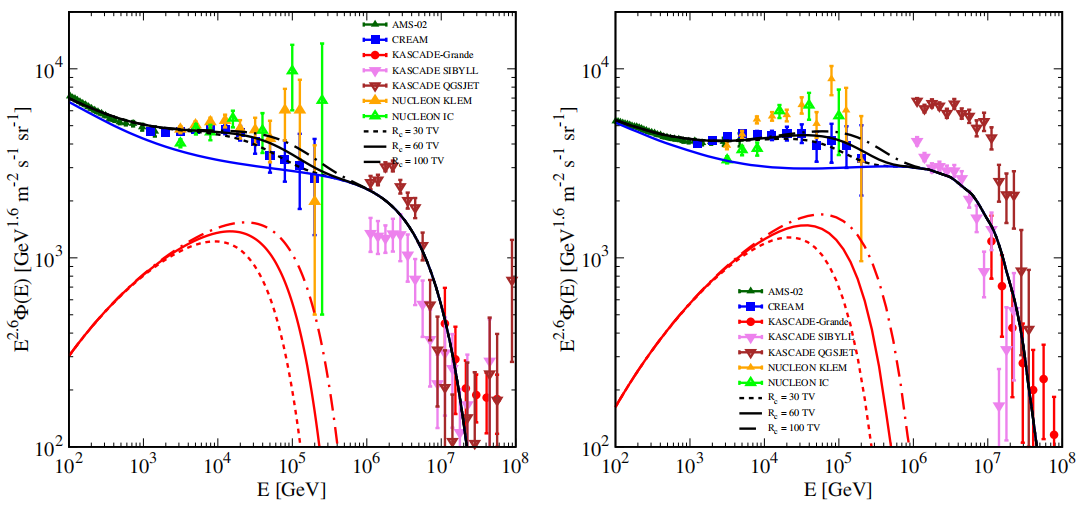 10^4
10^3
10^2
E^2.6Φ(E) [GeV^1.6 m^-2 s^-1 sr^-1]
AMS-02
CREAM
KASCADE-Grande
KASCADE SIBYLL
KASCADE QGSJET
NUCLEON KLEM
NUCLEON IC
R_c = 30 TV
R_c = 60 TV
R_c = 100 TV
10^2 10^3 10^4 10^5 10^6 10^7 10^8
E [GeV]
10^4
10^3
10^2
E^2.6Φ(E) [GeV^1.6 m^-2 s^-1 sr^-1]
AMS-02
CREAM
KASCADE-Grande
KASCADE SIBYLL
KASCADE QGSJET
NUCLEON KLEM
NUCLEON IC
R_c = 30 TV
R_c = 60 TV
R_c = 100 TV
10^2 10^3 10^4 10^5 10^6 10^7 10^8
E [GeV]